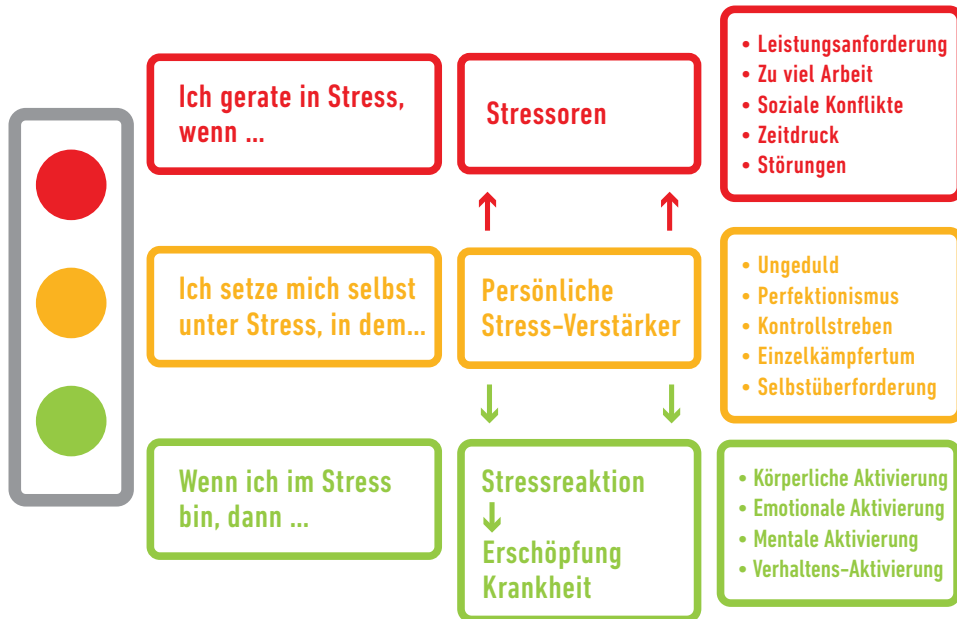 Ich gerate in Stress,
wenn ...
Stressoren
• Leistungsanforderung
• Zu viel Arbeit
• Soziale Konflikte
• Zeitdruck
• Störungen
Ich setze mich selbst
unter Stress, in dem...
Persönliche
Stress-Verstärker
• Ungeduld
• Perfektionismus
• Kontrollstreben
• Einzelkämpfertum
• Selbstüberforderung
Wenn ich im Stress
bin, dann ...
Stressreaktion
Erschöpfung
Krankheit
• Körperliche Aktivierung
• Emotionale Aktivierung
• Mentale Aktivierung
• Verhaltens-Aktivierung